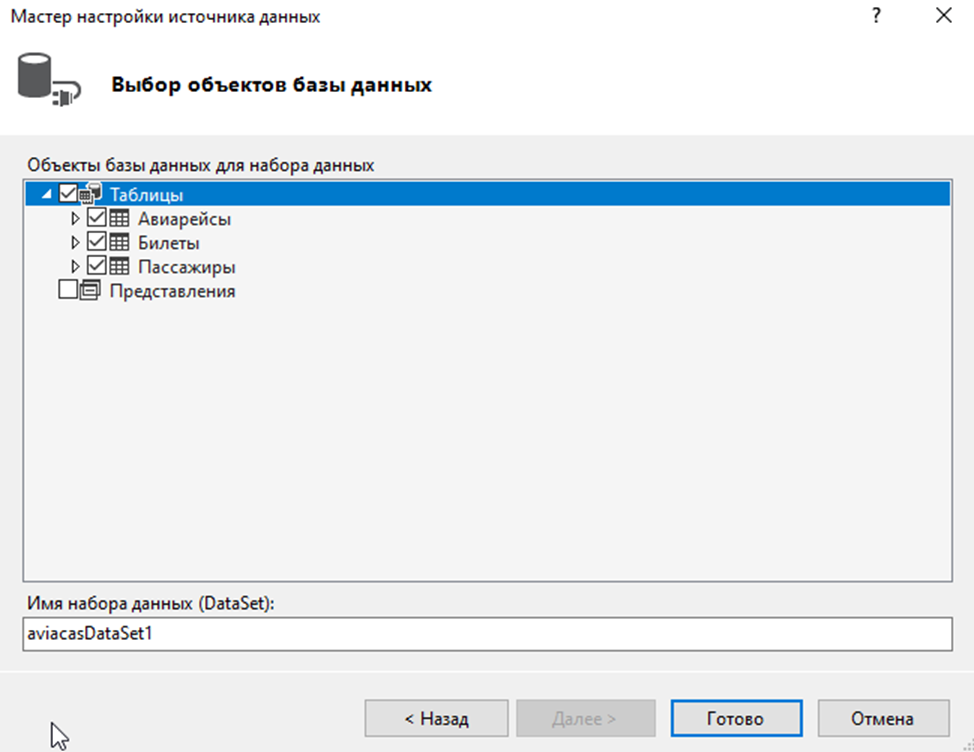 Мастер настройки источника данных
?
Выбор объектов базы данных
Объекты базы данных для набора данных
Таблицы
Авиарейсы
Билеты
Пассажиры
Представления
Имя набора данных (DataSet):
aviacasDataSet1
< Назад Далее > Готово Отмена